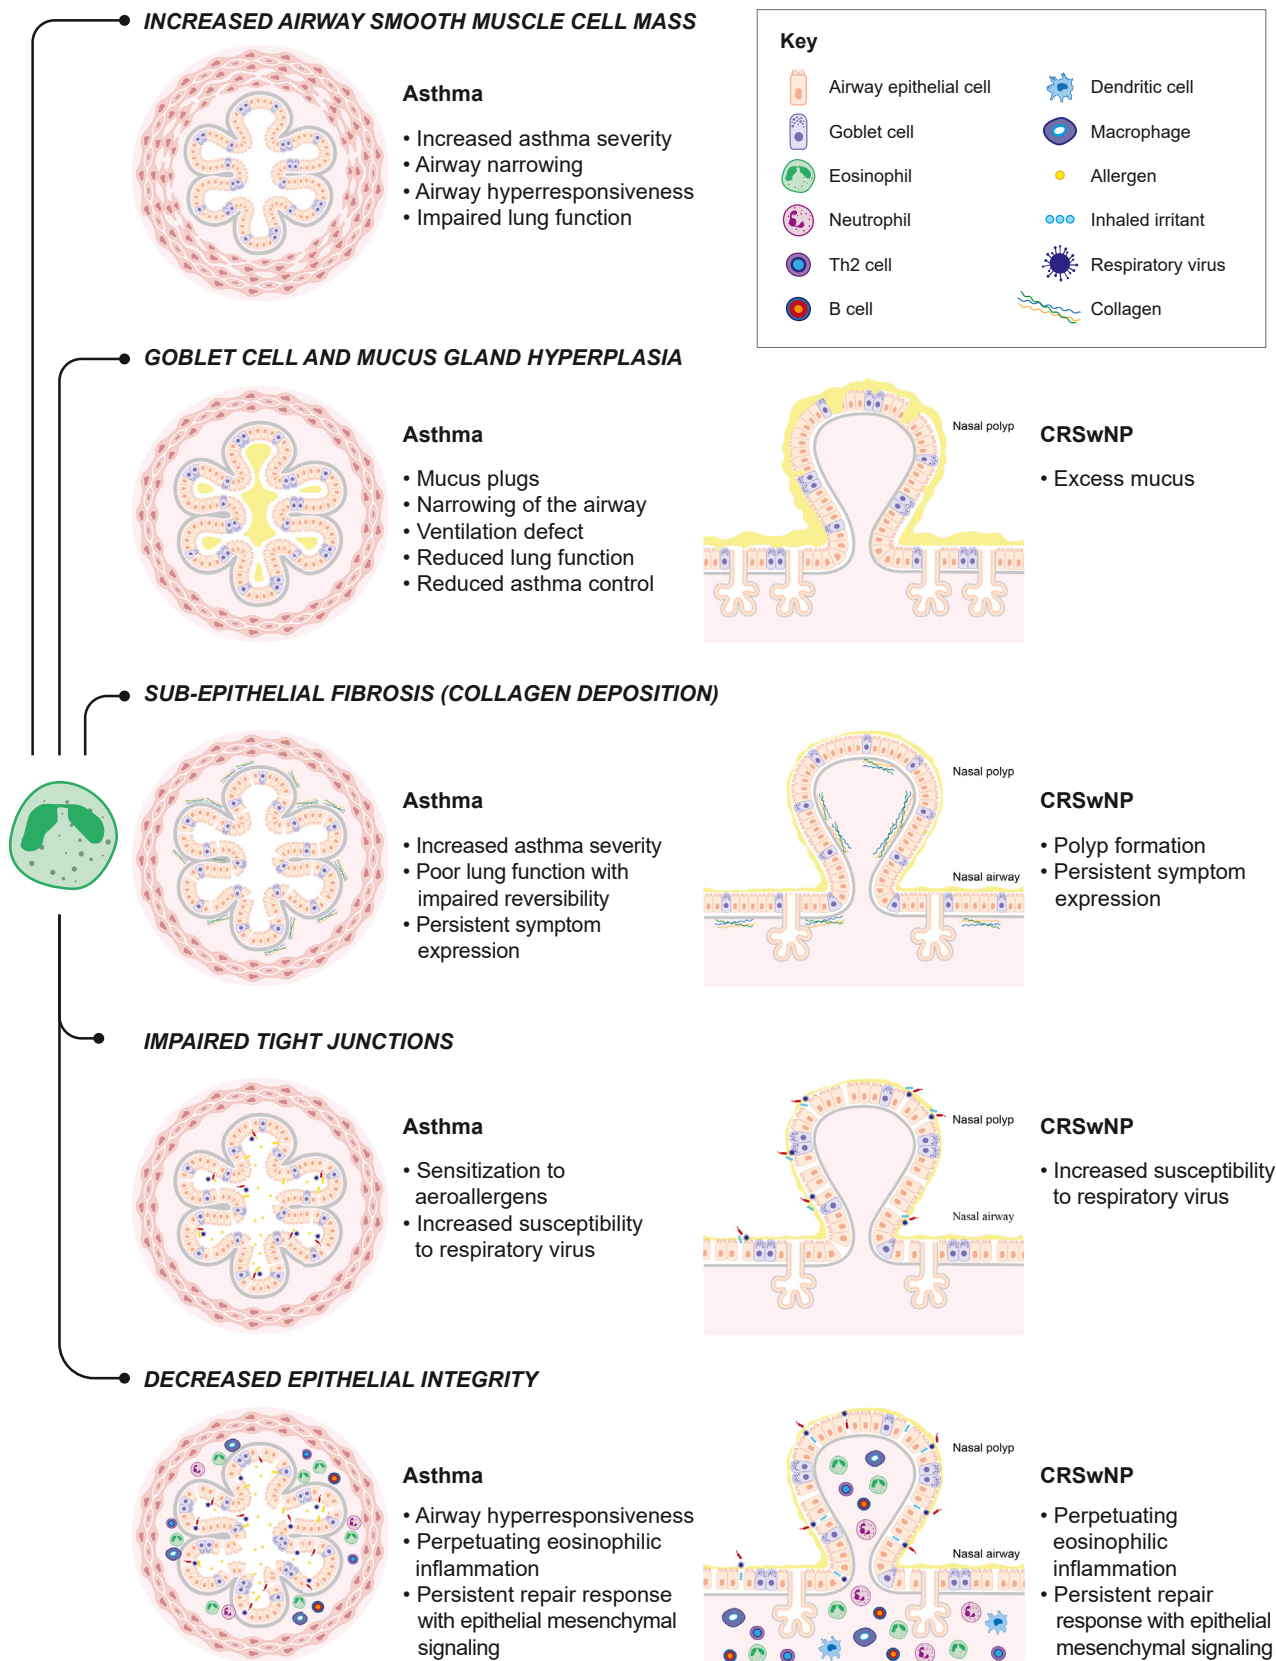 INCREASED AIRWAY SMOOTH MUSCLE CELL MASS
Asthma
• Increased asthma severity
• Airway narrowing
• Airway hyperresponsiveness
• Impaired lung function
Key
Airway epithelial cell
Goblet cell
Eosinophil
Neutrophil
Th2 cell
B cell
Dendritic cell
Macrophage
Allergen
Inhaled irritant
Respiratory virus
Collagen
GOBLET CELL AND MUCUS GLAND HYPERPLASIA
Asthma
• Mucus plugs
• Narrowing of the airway
• Ventilation defect
• Reduced lung function
• Reduced asthma control
Nasal polyp
CRSwNP
• Excess mucus
SUB-EPITHELIAL FIBROSIS (COLLAGEN DEPOSITION)
Asthma
• Increased asthma severity
• Poor lung function with
impaired reversibility
• Persistent symptom
expression
Nasal polyp
Nasal airway
CRSwNP
• Polyp formation
• Persistent symptom
expression
IMPAIRED TIGHT JUNCTIONS
Asthma
• Sensitization to
aeroallergens
• Increased susceptibility
to respiratory virus
Nasal polyp
Nasal airway
CRSwNP
• Increased susceptibility
to respiratory virus
DECREASED EPITHELIAL INTEGRITY
Asthma
• Airway hyperresponsiveness
• Perpetuating eosinophilic
inflammation
• Persistent repair response
with epithelial mesenchymal
signaling
Nasal polyp
Nasal airway
CRSwNP
• Perpetuating
eosinophilic
inflammation
• Persistent repair
response with epithelial
mesenchymal signaling